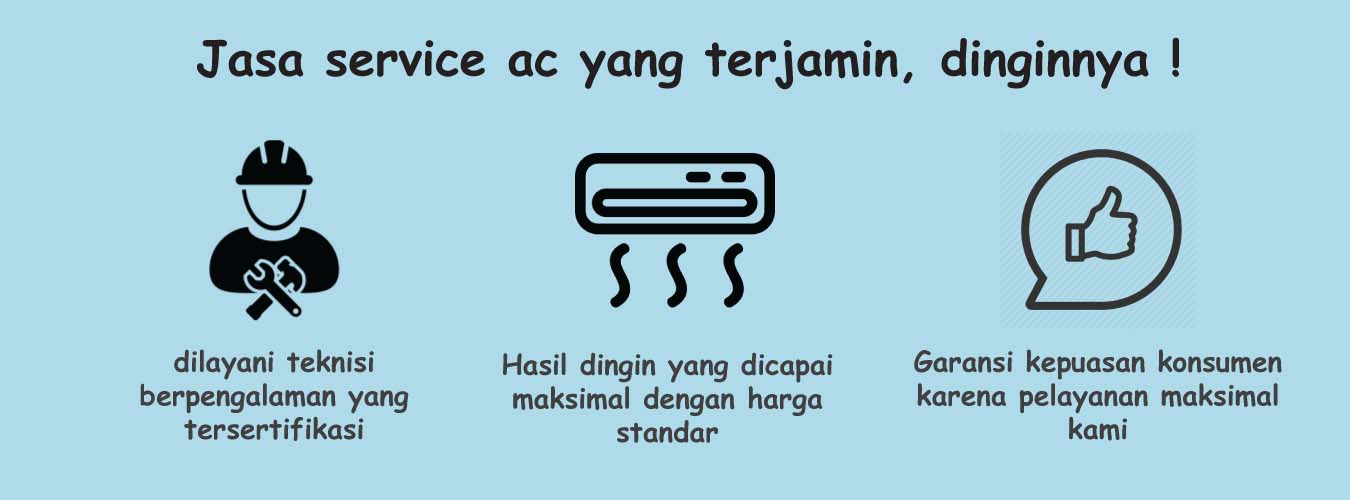 Jasa service ac yang terjamin, dinginnya !
dilayani teknisi
berpengalaman yang
tersertifikasi
Hasil dingin yang dicapai
maksimal dengan harga
standar
Garansi kepuasan konsumen
karena pelayanan maksimal
kami